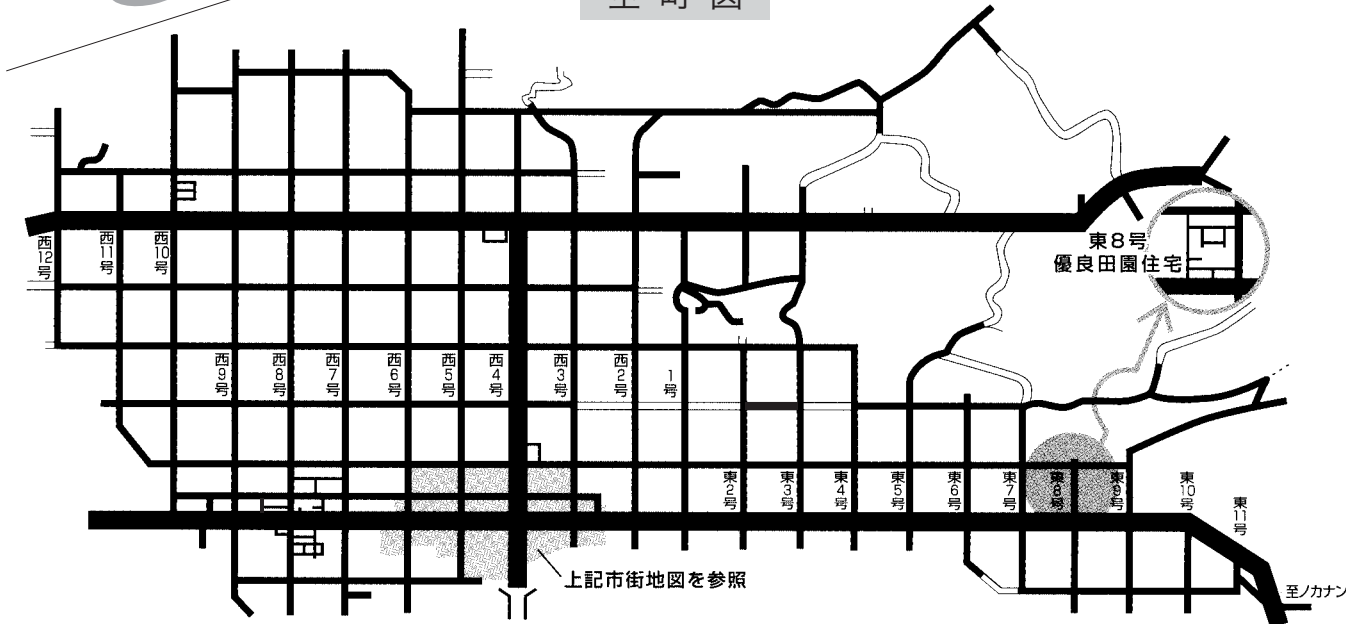 全町図
東8号
優良田園住宅
西12号
西11号
西10号
西9号
西8号
西7号
西6号
西5号
西4号
西3号
西2号
1号
東2号
東3号
東4号
東5号
東6号
東7号
東8号
東9号
東10号
東11号
上記市街地図を参照
至ノカナン